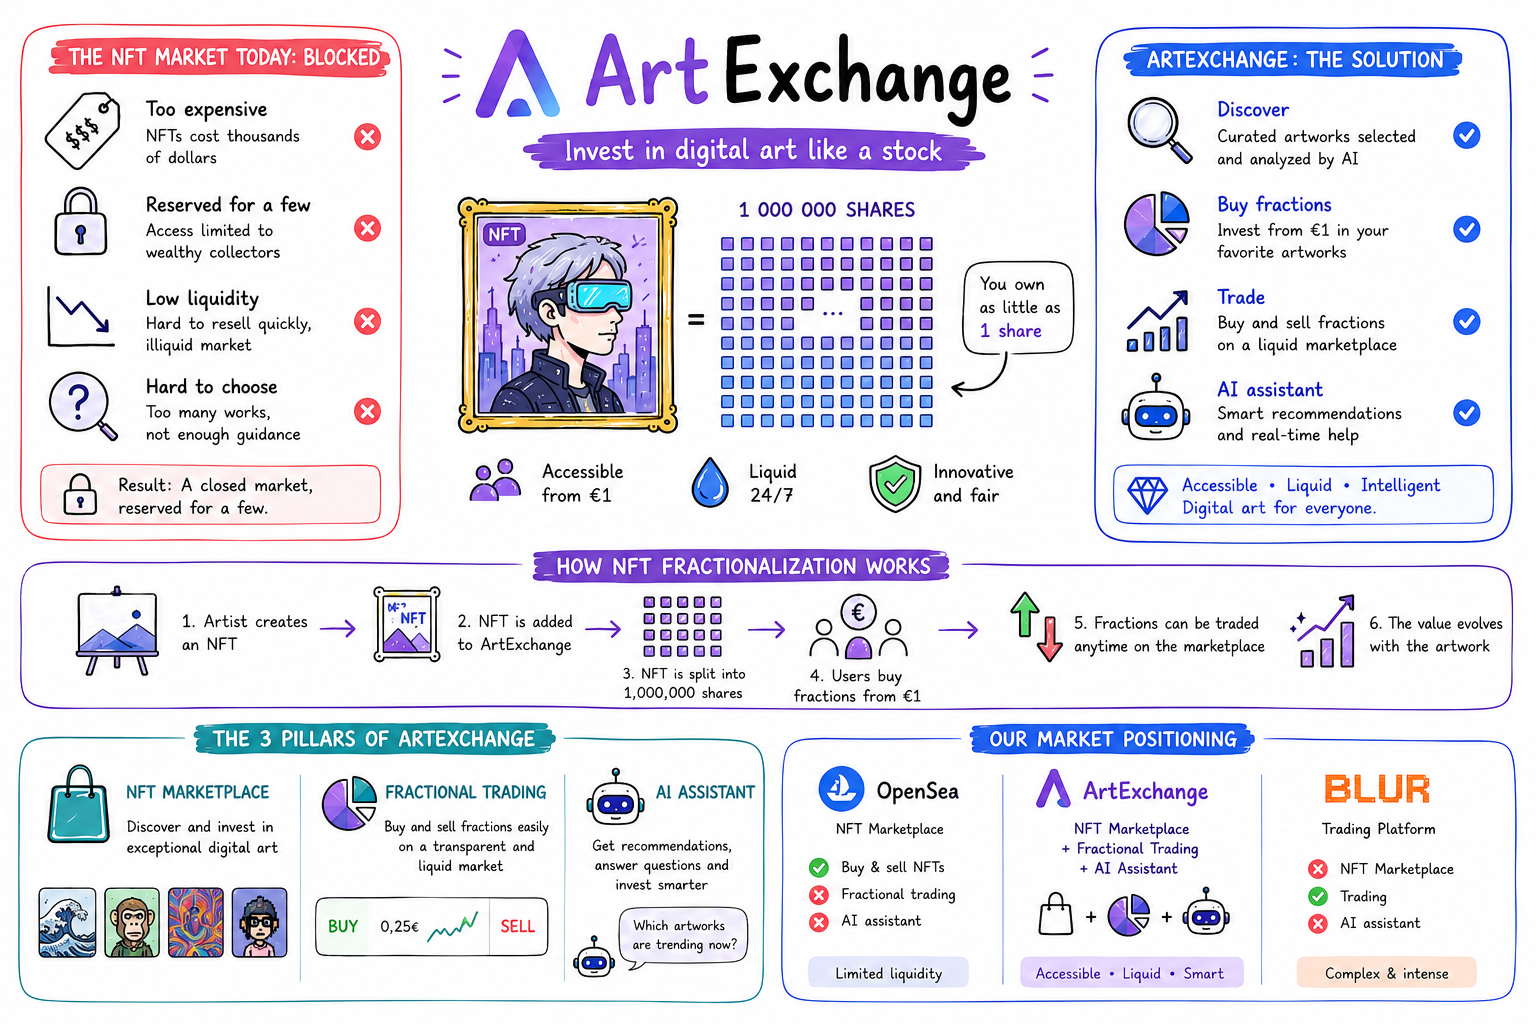 THE NFT MARKET TODAY: BLOCKED
$$$
Too expensive
NFTs cost thousands
of dollars
Reserved for a few
Access limited to
wealthy collectors
Low liquidity
Hard to resell quickly,
illiquid market
?
Hard to choose
Too many works,
not enough guidance
Result: A closed market,
reserved for a few.
Art Exchange
Invest in digital art like a stock
NFT
=
1 000 000 SHARES
...
You own
as little as
1 share
Accessible
from €1
Liquid
24/7
Innovative
and fair
ARTEXCHANGE: THE SOLUTION
Discover
Curated artworks selected
and analyzed by AI
Buy fractions
Invest from €1 in your
favorite artworks
Trade
Buy and sell fractions
on a liquid marketplace
AI assistant
Smart recommendations
and real-time help
Accessible • Liquid • Intelligent
Digital art for everyone.
HOW NFT FRACTIONALIZATION WORKS
1. Artist creates
an NFT
NFT
2. NFT is added
to ArtExchange
3. NFT is split into
1,000,000 shares
€
4. Users buy
fractions from €1
5. Fractions can be traded
anytime on the marketplace
6. The value evolves
with the artwork
THE 3 PILLARS OF ARTEXCHANGE
NFT MARKETPLACE
Discover and invest in
exceptional digital art
FRACTIONAL TRADING
Buy and sell fractions easily
on a transparent and
liquid market
BUY 0,25€ SELL
AI ASSISTANT
Get recommendations,
answer questions and
invest smarter
Which artworks
are trending now?
OUR MARKET POSITIONING
OpenSea
NFT Marketplace
Buy & sell NFTs
Fractional trading
AI assistant
Limited liquidity
ArtExchange
NFT Marketplace
+ Fractional Trading
+ AI Assistant
+ +
Accessible • Liquid • Smart
BLUR
Trading Platform
NFT Marketplace
Trading
AI assistant
Complex & intense